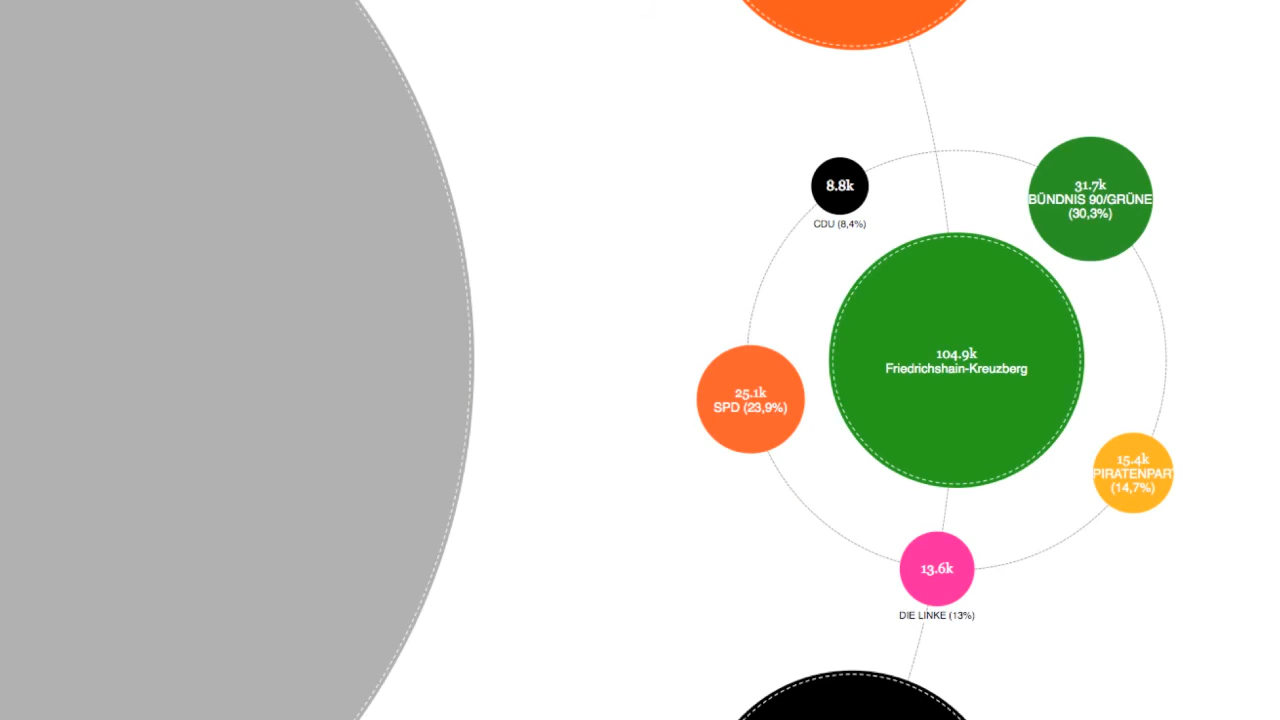 8.8k
CDU (8,4%)
31.7k
BÜNDNIS 90/GRÜNE
(30,3%)
104.9k
Friedrichshain-Kreuzberg
25.1k
SPD (23,9%)
15.4k
PIRATENPART
(14,7%)
13.6k
DIE LINKE (13%)